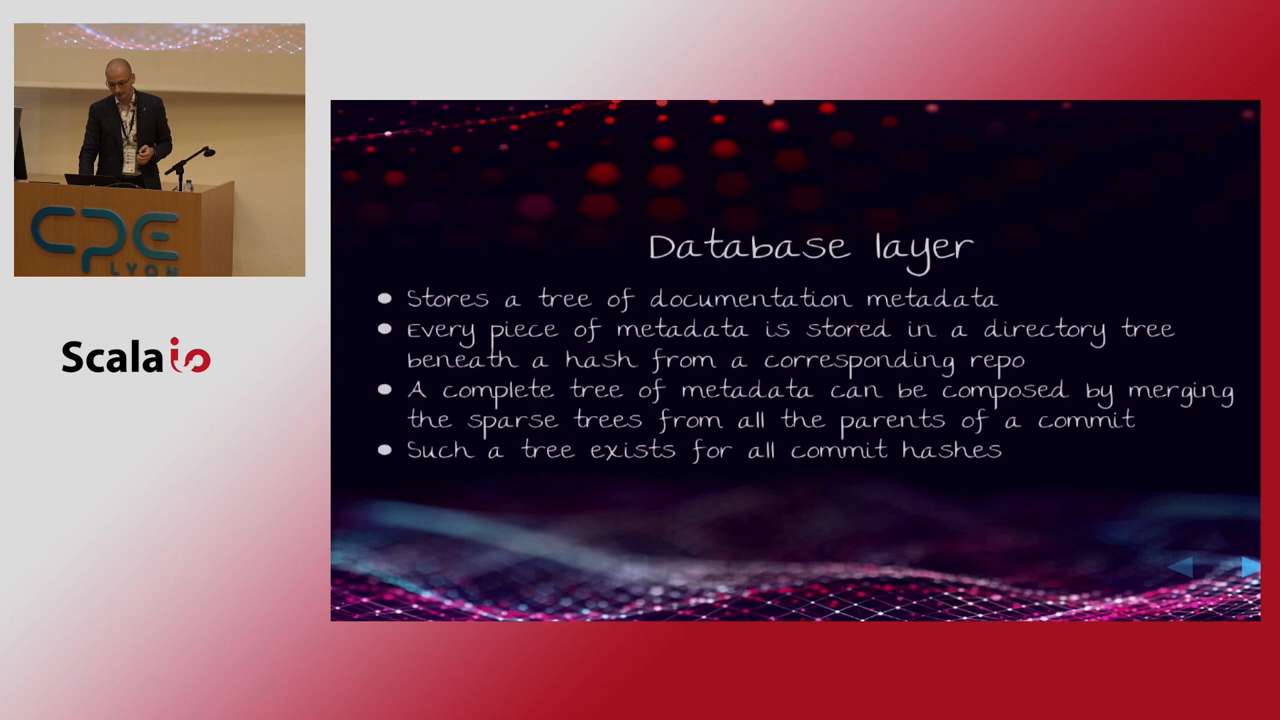 CPE
LYON
Scalaio
Database layer
Stores a tree of documentation metadata
Every piece of metadata is stored in a directory tree
beneath a hash from a corresponding repo
A complete tree of metadata can be composed by merging
the sparse trees from all the parents of a commit
Such a tree exists for all commit hashes